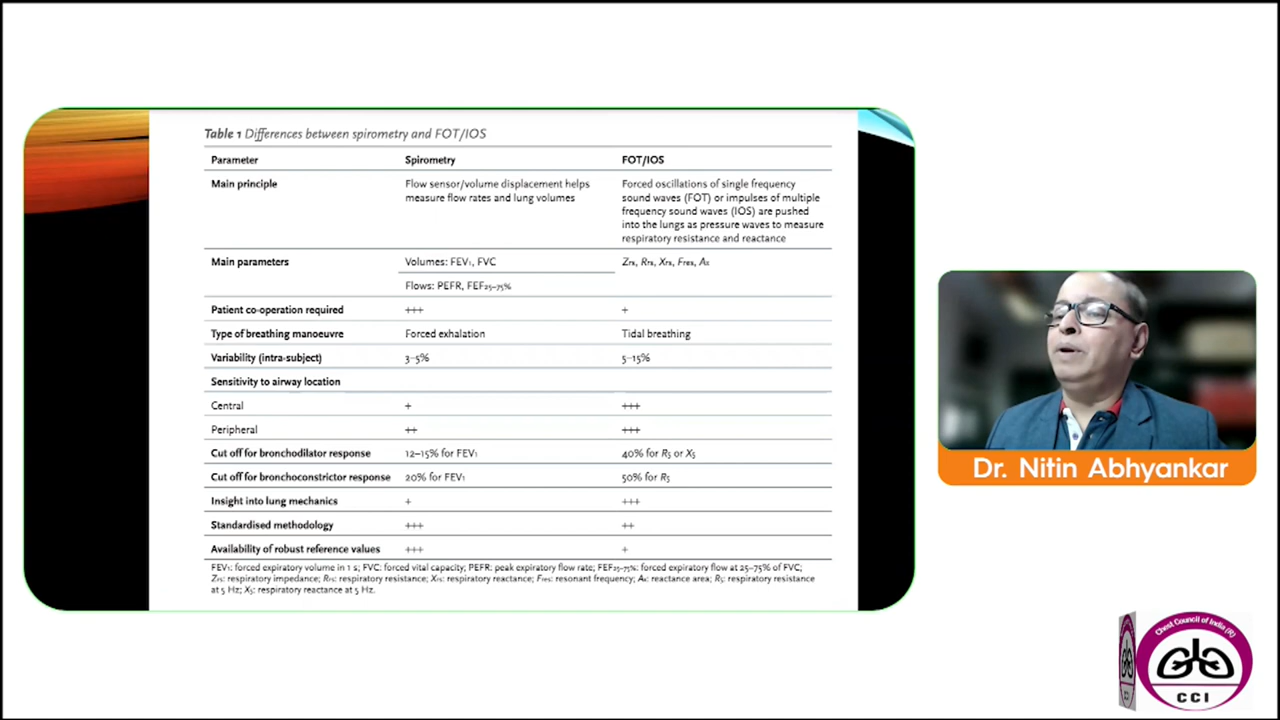 Table 1 Differences between spirometry and FOT/IOS
Parameter Spirometry FOT/IOS
Main principle Flow sensor/volume displacement helps Forced oscillations of single frequency
measure flow rates and lung volumes sound waves (FOT) or impulses of multiple
frequency sound waves (IOS) are pushed
into the lungs as pressure waves to measure
respiratory resistance and reactance
Main parameters Volumes: FEV1, FVC Zrs, Rrs, Xrs, Fres, Ax
Flows: PEFR, FEF25–75%
Patient co-operation required +++ +
Type of breathing manoeuvre Forced exhalation Tidal breathing
Variability (intra-subject) 3–5% 5–15%
Sensitivity to airway location
Central + +++
Peripheral ++ +++
Cut off for bronchodilator response 12–15% for FEV1 40% for R5 or X5
Cut off for bronchoconstrictor response 20% for FEV1 50% for R5
Insight into lung mechanics + +++
Standardised methodology +++ ++
Availability of robust reference values +++ +
FEV1: forced expiratory volume in 1 s; FVC: forced vital capacity; PEFR: peak expiratory flow rate; FEF25–75%: forced expiratory flow at 25–75% of FVC;
Zrs: respiratory impedance; Rrs: respiratory resistance; Xrs: respiratory reactance; Fres: resonant frequency; Ax: reactance area; R5: respiratory resistance
at 5 Hz; X5: respiratory reactance at 5 Hz.
Dr. Nitin Abhyankar
Chest Council of India (R)
CCI